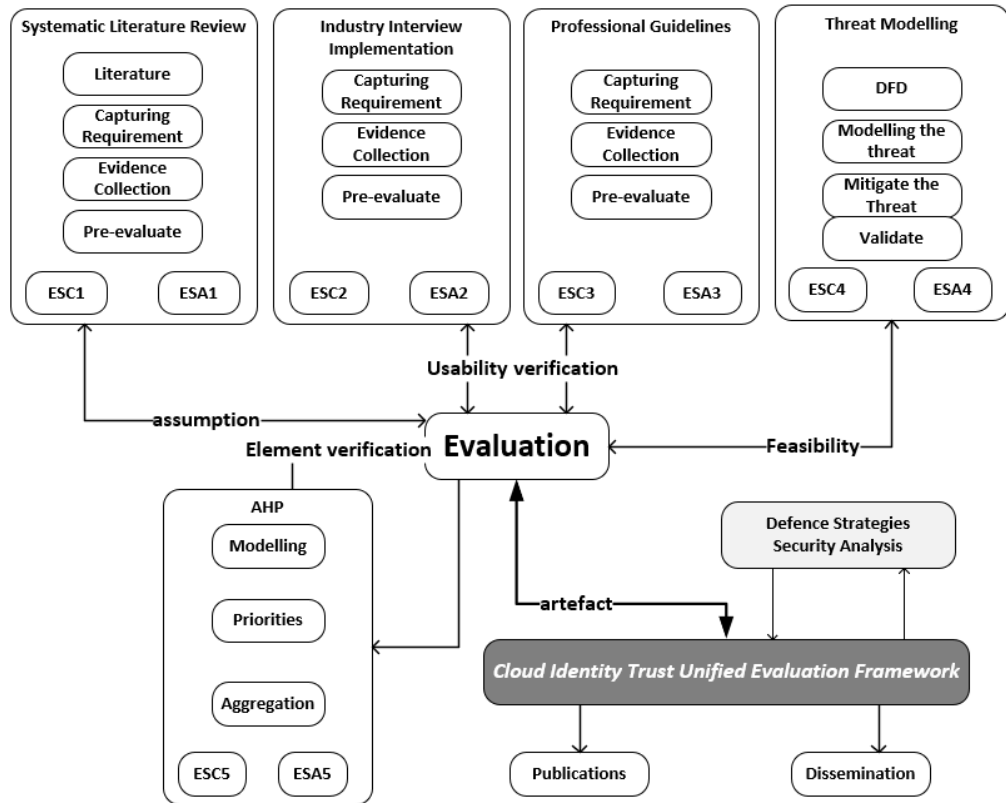 Systematic Literature Review
Literature
Capturing
Requirement
Evidence
Collection
Pre-evaluate
ESC1
ESA1
Industry Interview
Implementation
Capturing
Requirement
Evidence
Collection
Pre-evaluate
ESC2
ESA2
Professional Guidelines
Capturing
Requirement
Evidence
Collection
Pre-evaluate
ESC3
ESA3
Threat Modelling
DFD
Modelling the
threat
Mitigate the
Threat
Validate
ESC4
ESA4
Usability verification
assumption
Element verification
Evaluation
Feasibility
AHP
Modelling
Priorities
Aggregation
ESC5
ESA5
artefact
Defence Strategies
Security Analysis
Cloud Identity Trust Unified Evaluation Framework
Publications
Dissemination